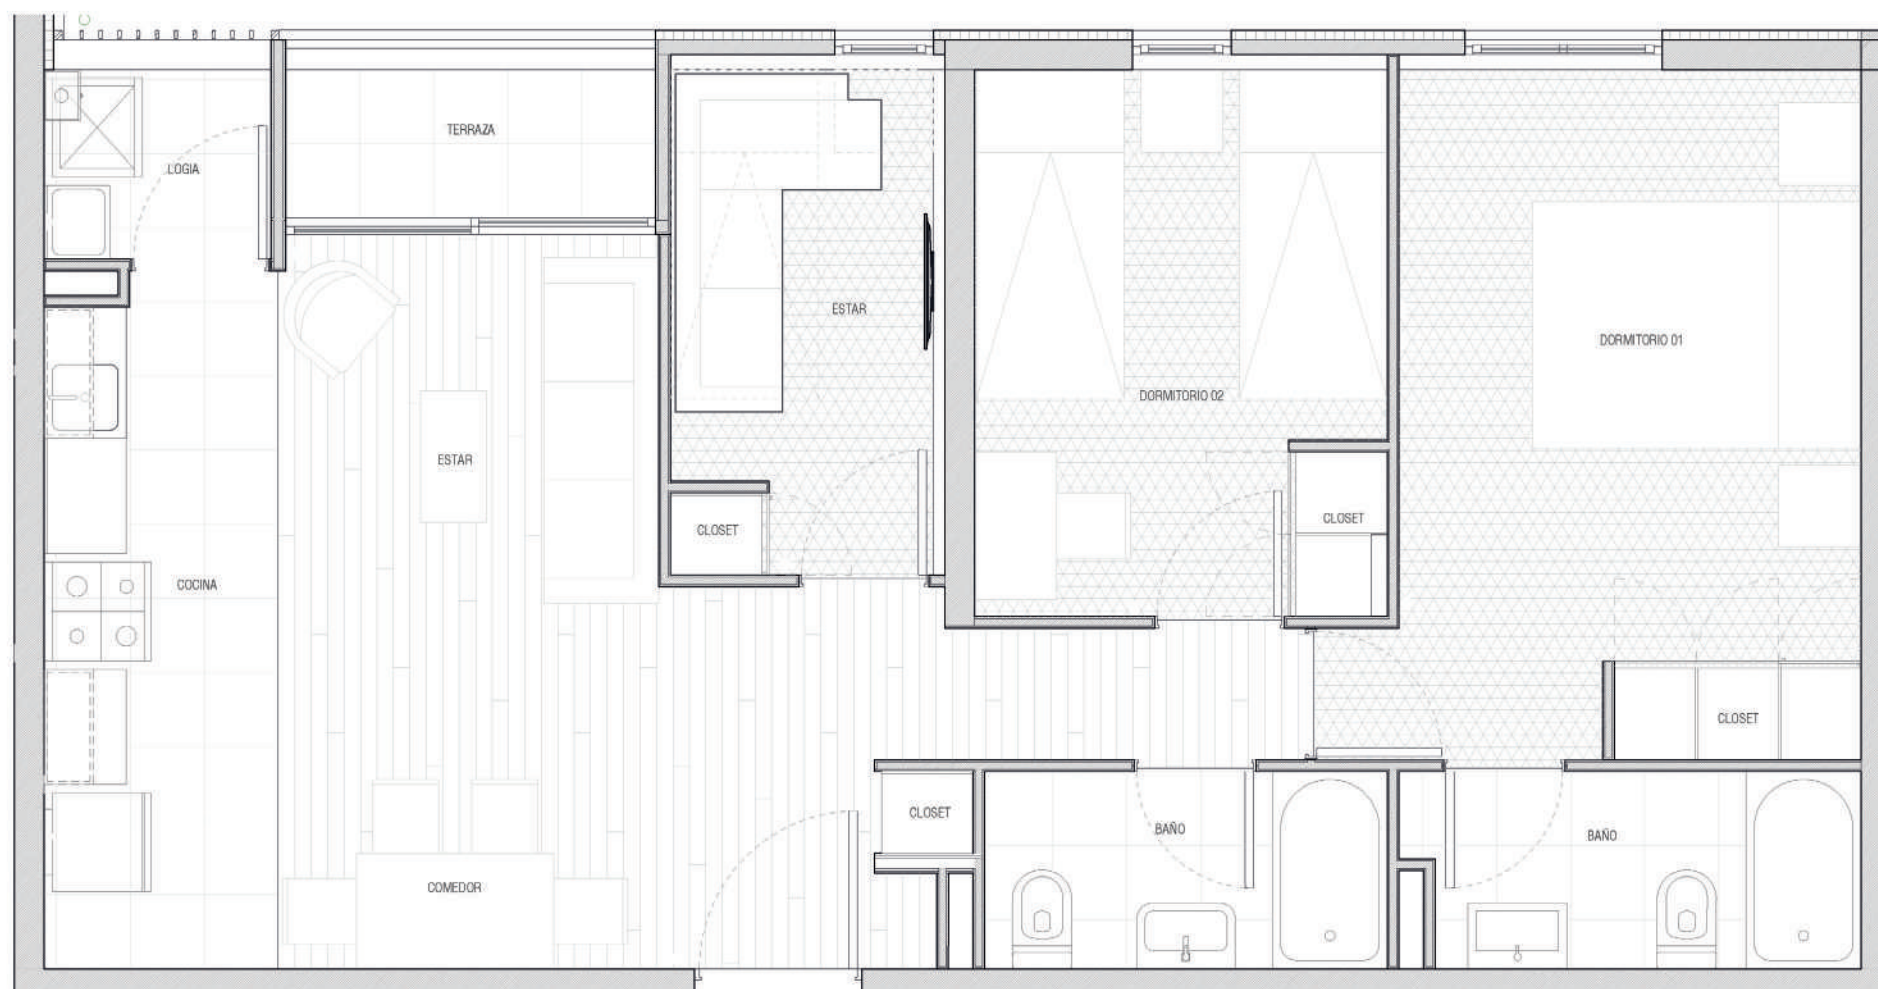 TERRAZA
LOGIA
ESTAR
DORMITORIO 01
DORMITORIO 02
ESTAR
CLOSET
CLOSET
COCINA
CLOSET
CLOSET
BAÑO
BAÑO
COMEDOR